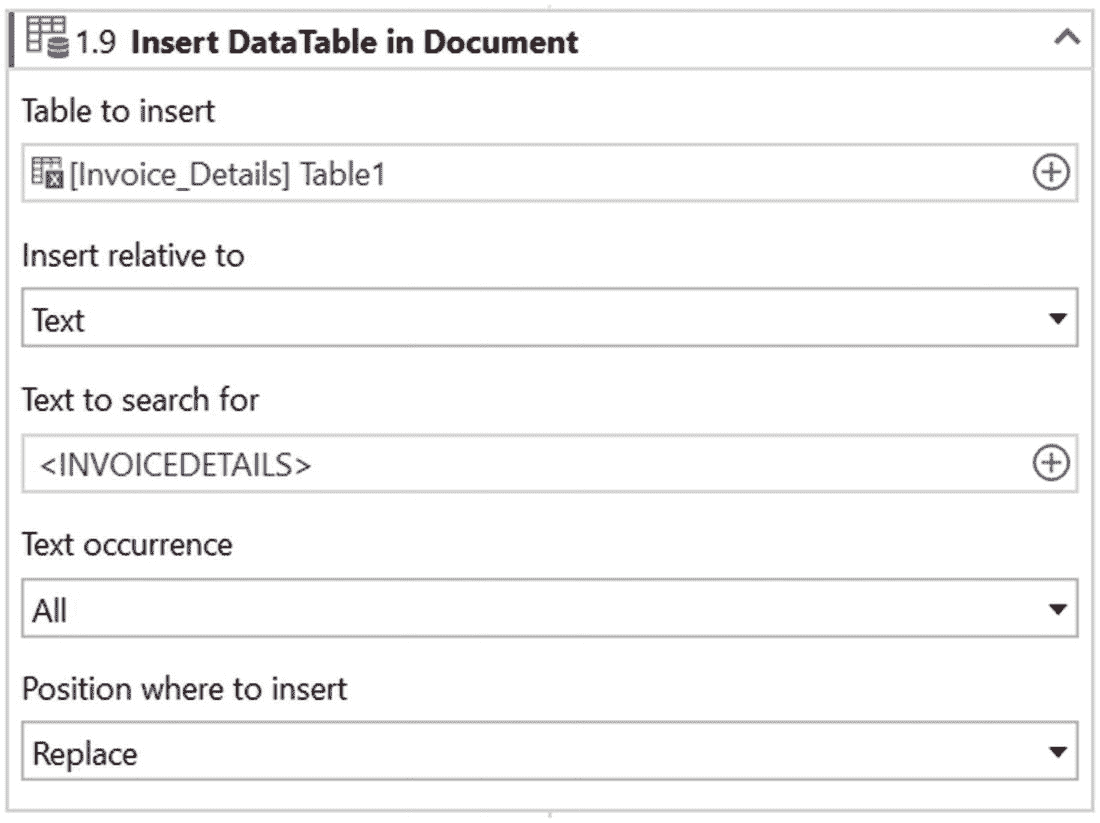 1.9 Insert DataTable in Document
Table to insert
[Invoice_Details] Table1
Insert relative to
Text
Text to search for
<INVOICEDETAILS>
Text occurrence
All
Position where to insert
Replace